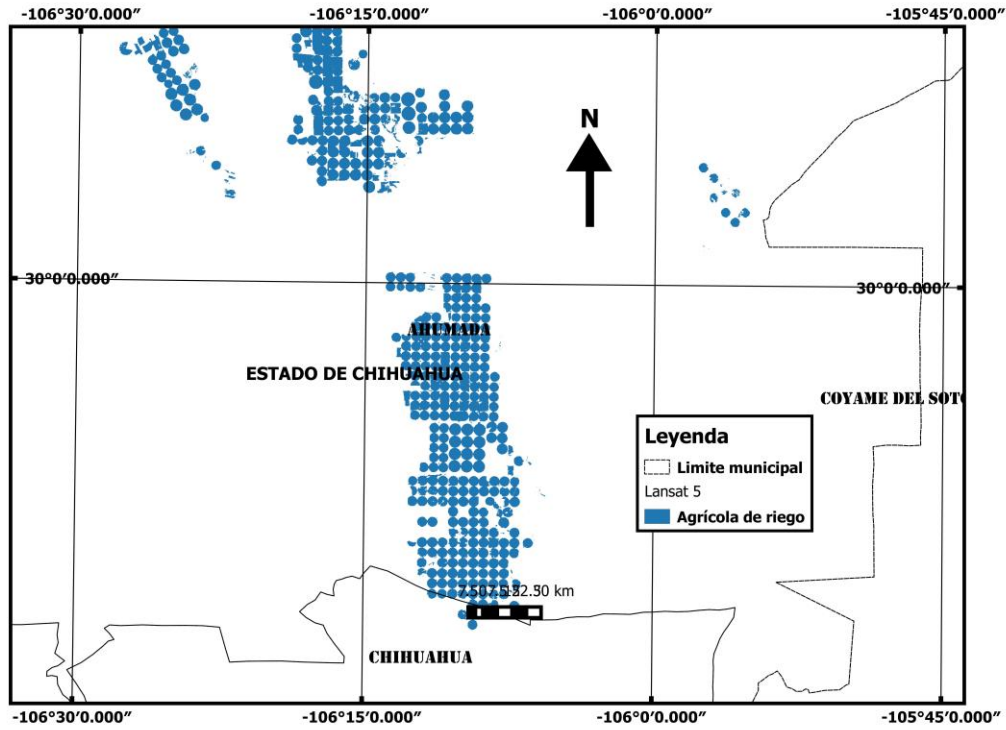 -106°30′0.000″ -106°15′0.000″ -106°0′0.000″ -105°45′0.000″
N
30°0′0.000″ 30°0′0.000″
AHUMADA
ESTADO DE CHIHUAHUA
COYAME DEL SOTO
Leyenda
Limite municipal
Lansat 5
Agrícola de riego
km
CHIHUAHUA
-106°30′0.000″ -106°15′0.000″ -106°0′0.000″ -105°45′0.000″